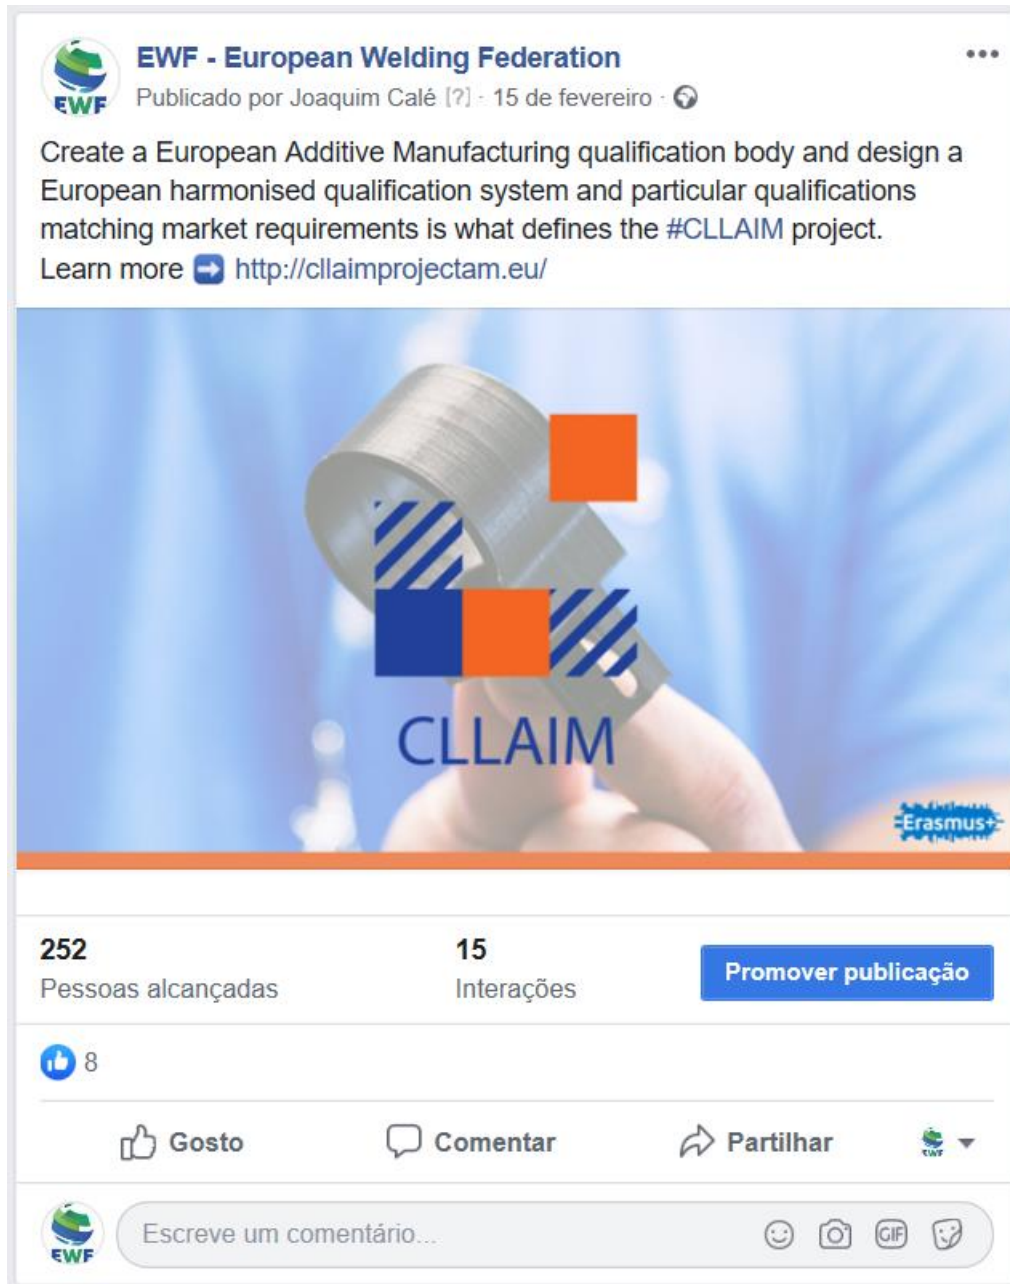 EWF - European Welding Federation
EWF
Publicado por Joaquim Calé [?] · 15 de fevereiro ·
Create a European Additive Manufacturing qualification body and design a
European harmonised qualification system and particular qualifications
matching market requirements is what defines the #CLLAIM project.
Learn more ➡ http://cllaimprojectam.eu/
CLLAIM
Erasmus+
252 15
Pessoas alcançadas Interações
Promover publicação
8
Gosto Comentar Partilhar EWF
EWF Escreve um comentário... GIF